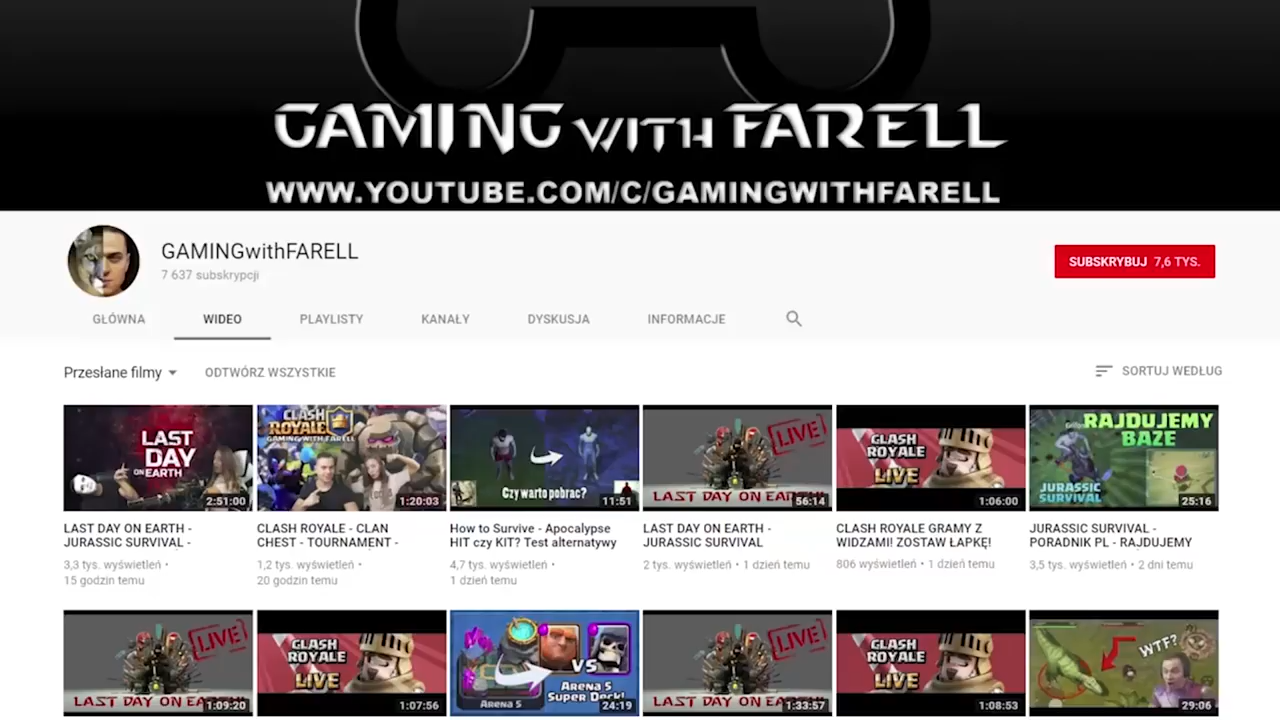 GAMING WITH FARELL
WWW.YOUTUBE.COM/C/GAMINGWITHFARELL
GAMINGwithFARELL
7 637 subskrypcji
SUBSKRYBUJ 7,6 TYS.
GŁÓWNA WIDEO PLAYLISTY KANAŁY DYSKUSJA INFORMACJE
Przesłane filmy ODTWÓRZ WSZYSTKIE SORTUJ WEDŁUG
LAST
DAY
ON EARTH
2:51:00
CLASH
ROYALE
GAMING WITH FARELL
1:20:03
Czy warto pobrać?
11:51
LIVE
LAST DAY ON EARTH
56:14
CLASH
ROYALE
LIVE
1:06:00
RAJDUJEMY
BAZE
JURASSIC
SURVIVAL
25:16
LAST DAY ON EARTH -
JURASSIC SURVIVAL -
3,3 tys. wyświetleń •
15 godzin temu
CLASH ROYALE - CLAN
CHEST - TOURNAMENT -
1,2 tys. wyświetleń •
20 godzin temu
How to Survive - Apocalypse
HIT czy KIT? Test alternatywy
4,7 tys. wyświetleń •
1 dzień temu
LAST DAY ON EARTH -
JURASSIC SURVIVAL
2 tys. wyświetleń • 1 dzień temu
CLASH ROYALE GRAMY Z
WIDZAMI! ZOSTAW ŁAPKĘ!
806 wyświetleń • 1 dzień temu
JURASSIC SURVIVAL -
PORADNIK PL - RAJDUJEMY
3,5 tys. wyświetleń • 2 dni temu
LIVE
LAST DAY ON EA
1:09:20
CLASH
ROYALE
LIVE
1:07:56
VS
Arena 5
Super Deck!
Arena 5
24:19
LIVE
LAST DAY ON EA
1:33:57
CLASH
ROYALE
LIVE
1:08:53
WTF?
29:06